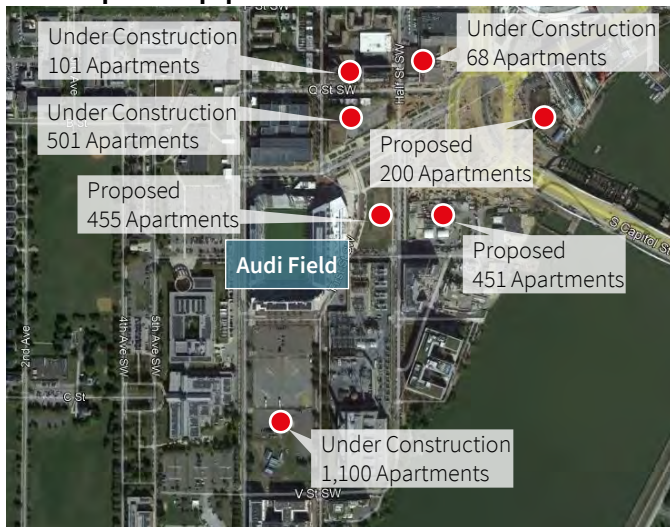 Under Construction
101 Apartments
Under Construction
68 Apartments
Q St SW
Half St SW
Under Construction
501 Apartments
Proposed
200 Apartments
Proposed
455 Apartments
Audi Field
S Capitol St
Proposed
451 Apartments
2nd Ave
4th Ave SW
5th Ave SW
C St
Under Construction
1,100 Apartments
V St SW